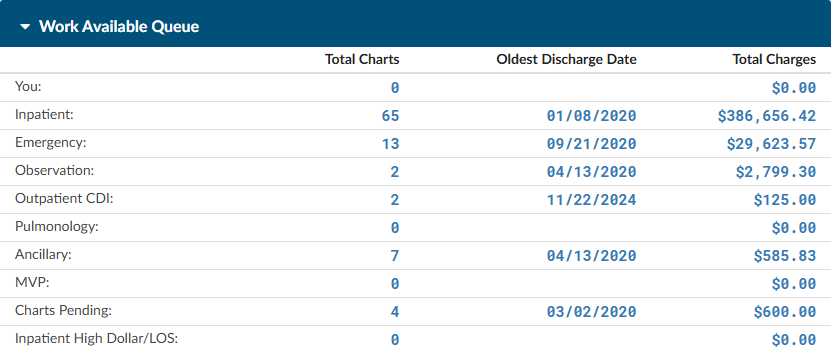 Work Available Queue
Total Charts Oldest Discharge Date Total Charges
You: 0 $0.00
Inpatient: 65 01/08/2020 $386,656.42
Emergency: 13 09/21/2020 $29,623.57
Observation: 2 04/13/2020 $2,799.30
Outpatient CDI: 2 11/22/2024 $125.00
Pulmonology: 0 $0.00
Ancillary: 7 04/13/2020 $585.83
MVP: 0 $0.00
Charts Pending: 4 03/02/2020 $600.00
Inpatient High Dollar/LOS: 0 $0.00